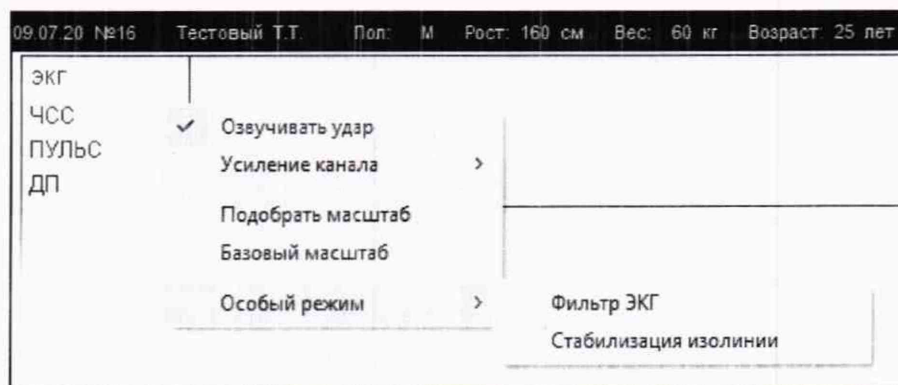 09.07.20 №16 Тестовый Т.Т. Пол: М Рост: 160 см Вес: 60 кг Возраст: 25 лет
ЭКГ
ЧСС
ПУЛЬС
ДП
✓ Озвучивать удар
Усиление канала >
Подобрать масштаб
Базовый масштаб
Особый режим >
Фильтр ЭКГ
Стабилизация изолинии